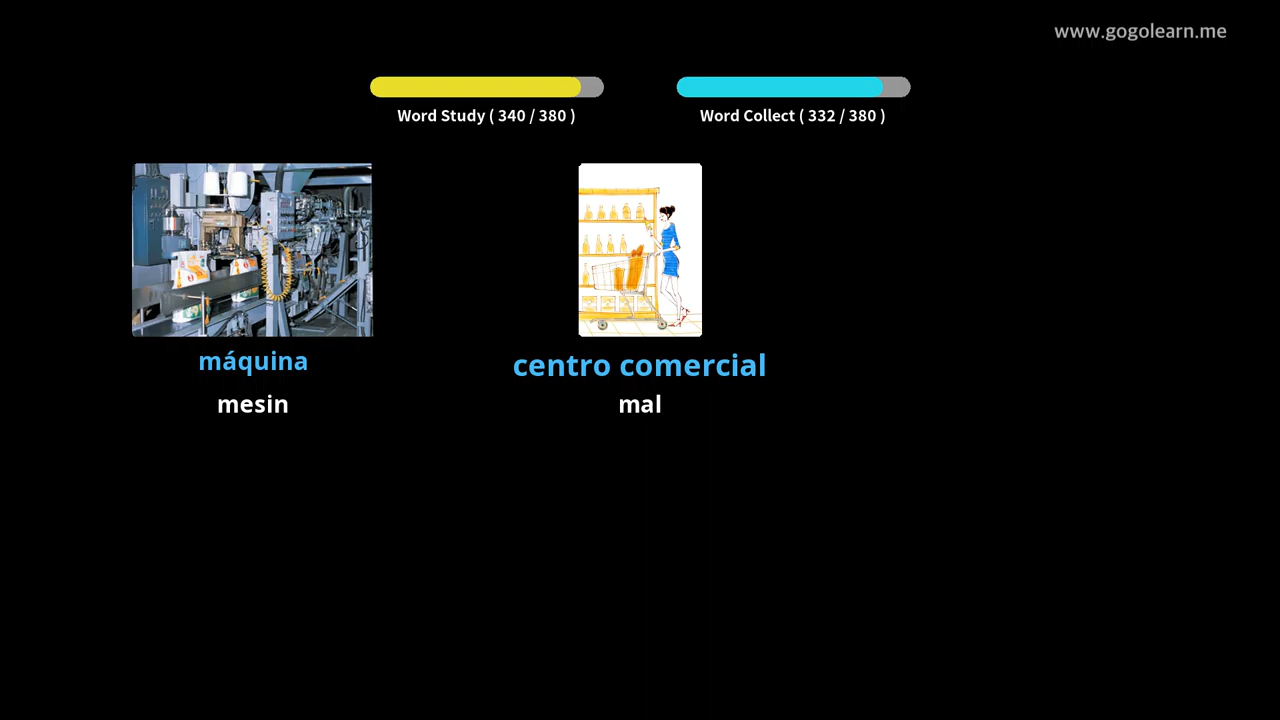 www.gogolearn.me
Word Study ( 340 / 380 )
Word Collect ( 332 / 380 )
máquina
mesin
centro comercial
mal